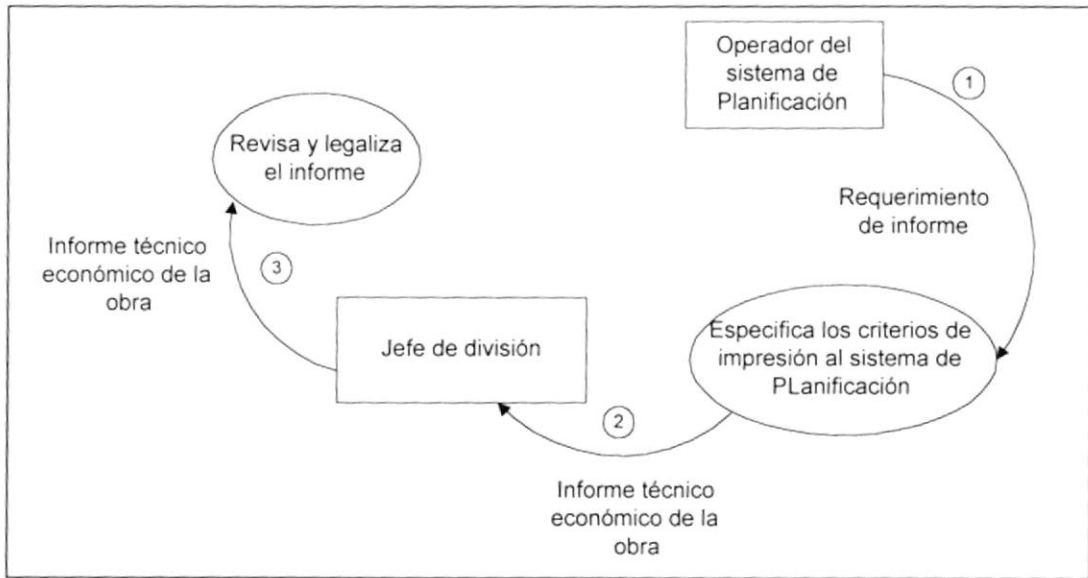 Operador del
sistema de
Planificación
1
Requerimiento
de informe
Especifica los criterios de
impresión al sistema de
PLanificación
2
Informe técnico
económico de la
obra
Jefe de división
3
Informe técnico
económico de la
obra
Revisa y legaliza
el informe